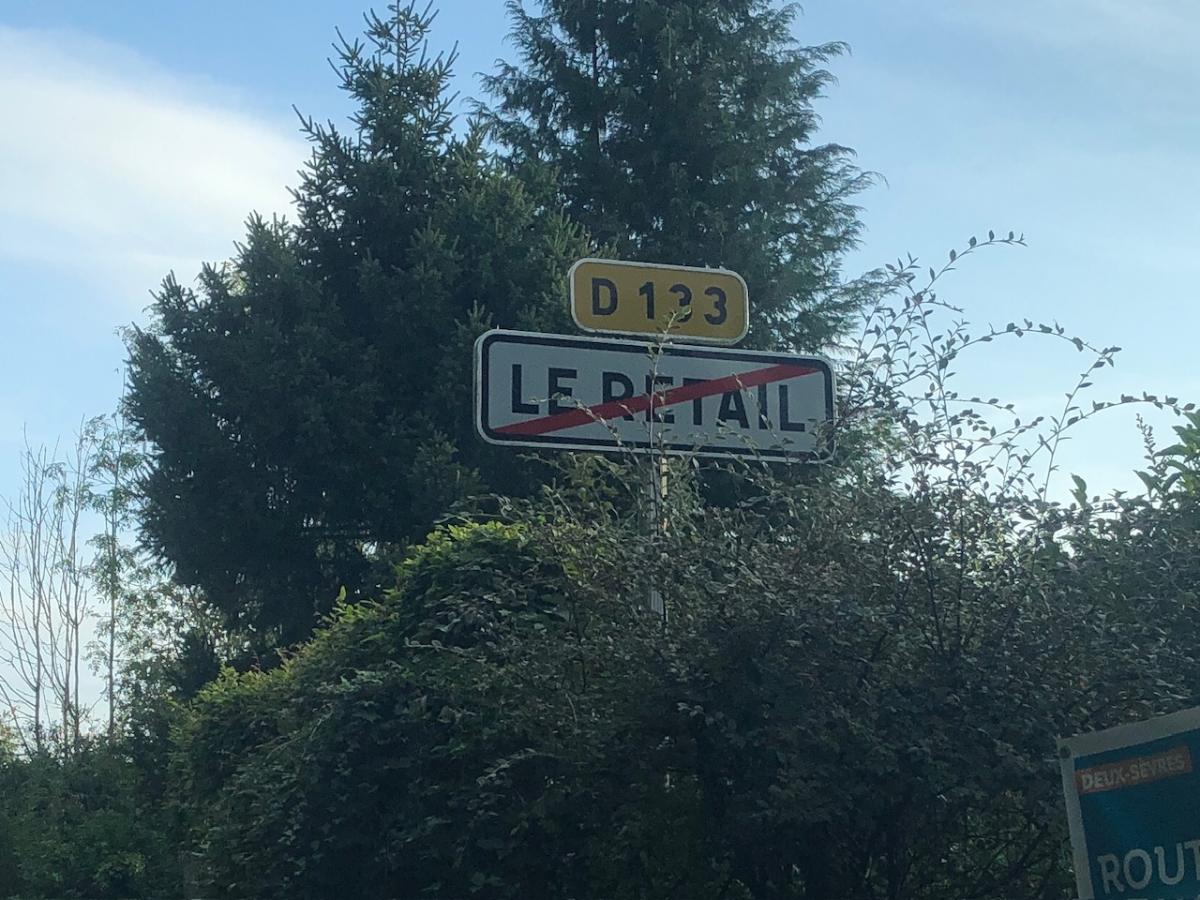 D 133
LE RETAIL
DEUX-SÈVRES
ROUT